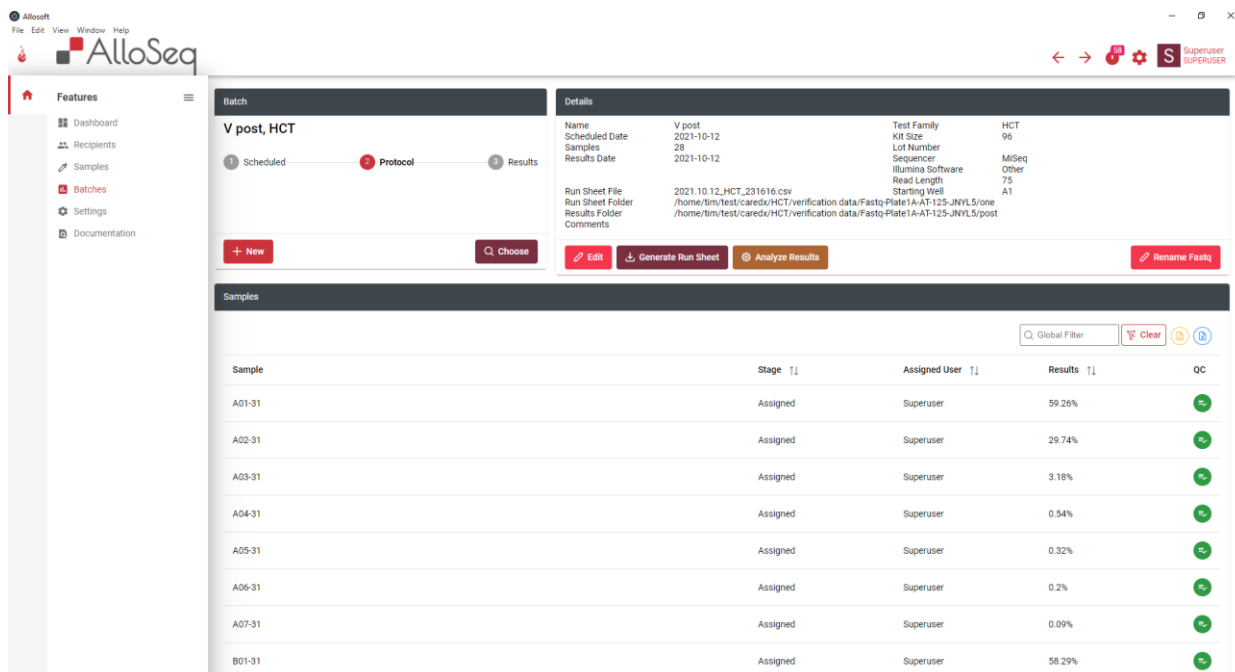 Allosoft
File Edit View Window Help
AlloSeq
58
S
Superuser
SUPERUSER
Features
Dashboard
Recipients
Samples
Batches
Settings
Documentation
Batch
V post, HCT
1 Scheduled
2 Protocol
3 Results
+ New
Choose
Details
Name V post Test Family HCT
Scheduled Date 2021-10-12 Kit Size 96
Samples 28 Lot Number
Results Date 2021-10-12 Sequencer MiSeq
Illumina Software Other
Read Length 75
Run Sheet File 2021.10.12_HCT_231616.csv Starting Well A1
Run Sheet Folder /home/tim/test/caredx/HCT/verification data/Fastq-Plate1A-AT-125-JNYL5/one
Results Folder /home/tim/test/caredx/HCT/verification data/Fastq-Plate1A-AT-125-JNYL5/post
Comments
Edit
Generate Run Sheet
Analyze Results
Rename Fastq
Samples
Global Filter
Clear
Sample Stage Assigned User Results QC
A01-31 Assigned Superuser 59.26%
A02-31 Assigned Superuser 29.74%
A03-31 Assigned Superuser 3.18%
A04-31 Assigned Superuser 0.54%
A05-31 Assigned Superuser 0.32%
A06-31 Assigned Superuser 0.2%
A07-31 Assigned Superuser 0.09%
B01-31 Assigned Superuser 58.29%